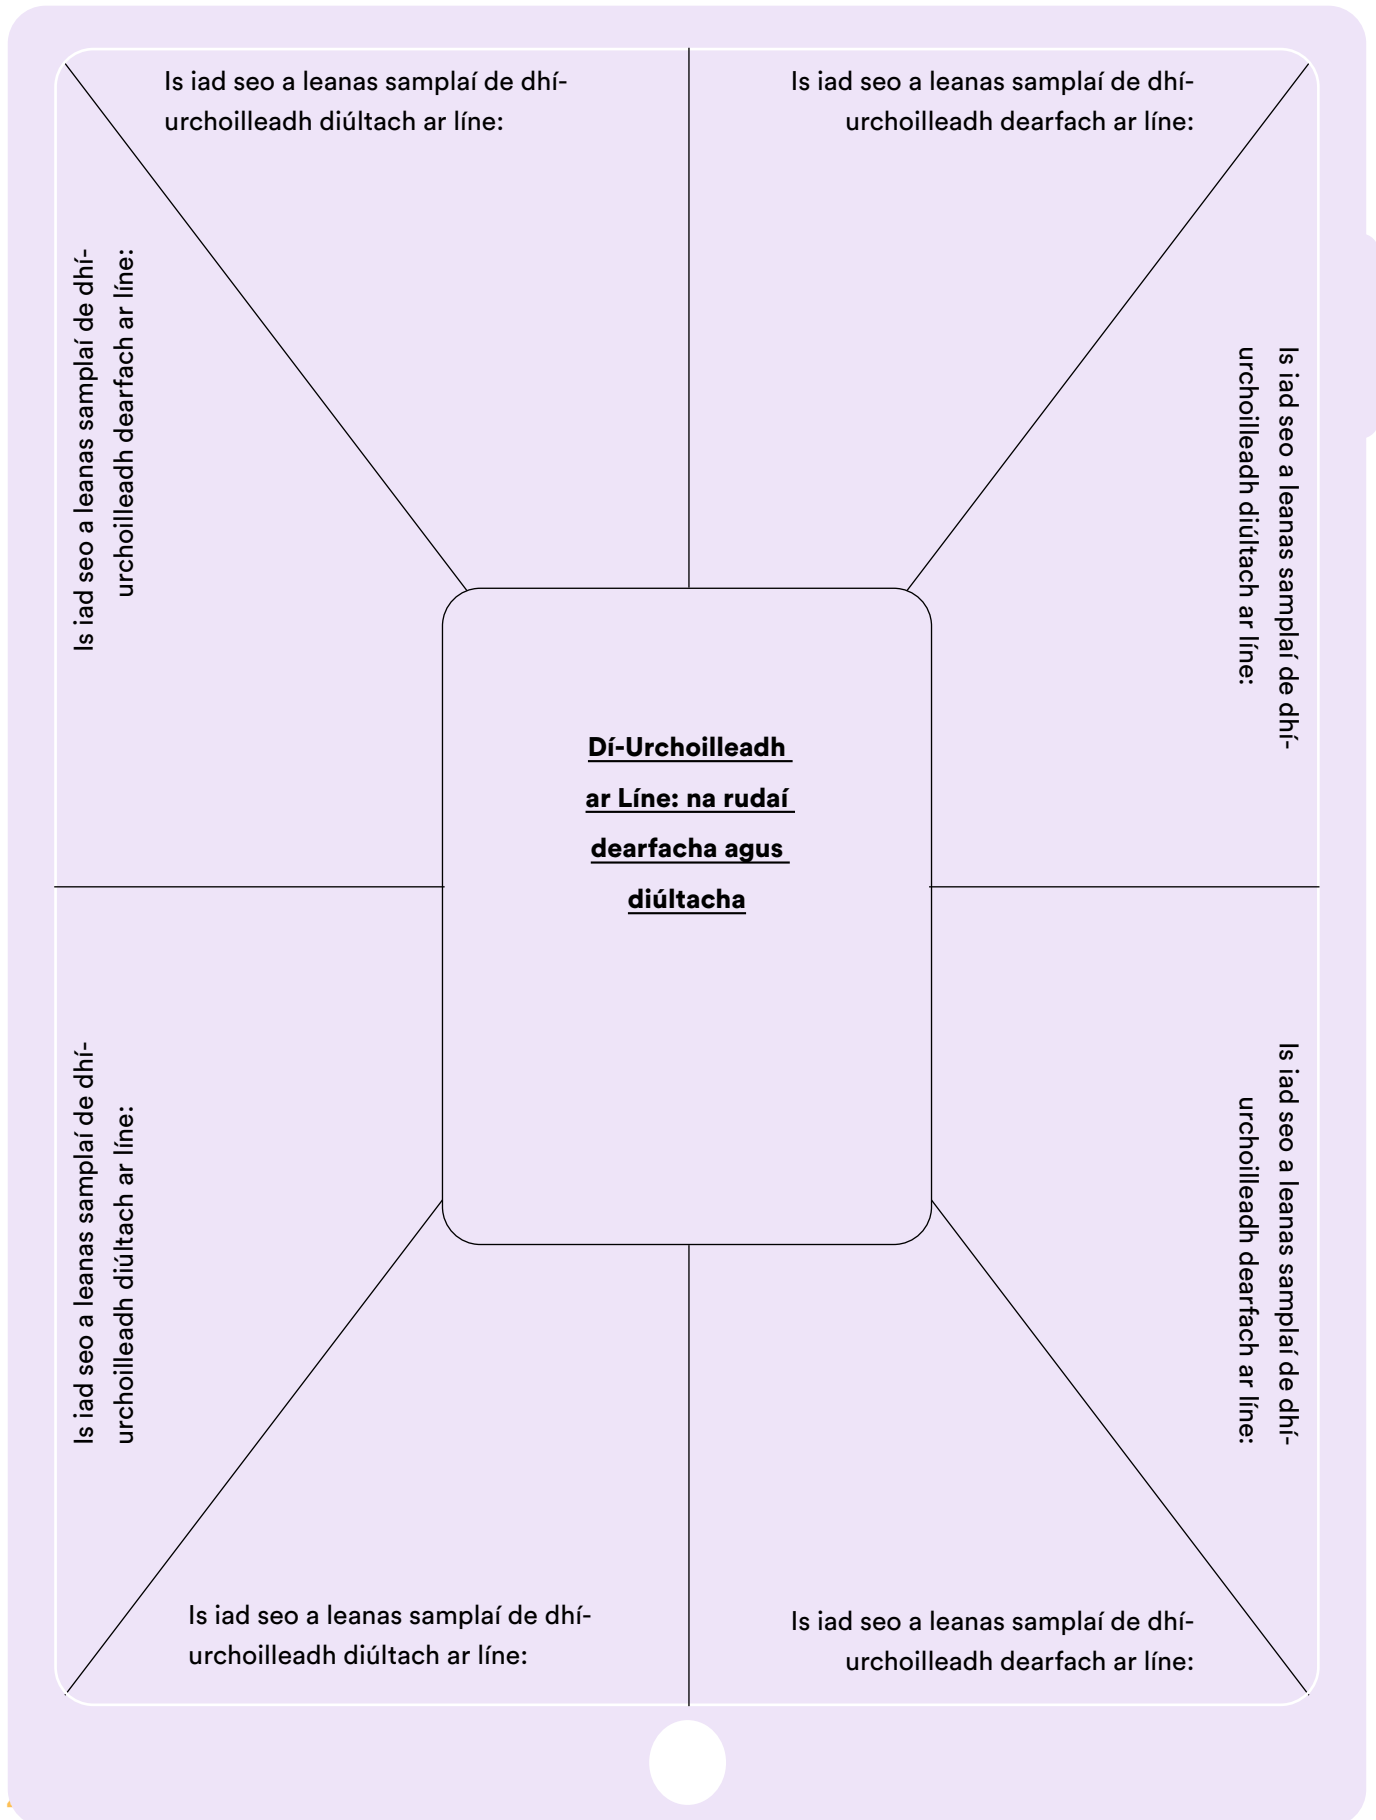 Is iad seo a leanas samplaí de dhí-
urchoilleadh diúltach ar líne:
Is iad seo a leanas samplaí de dhí-
urchoilleadh dearfach ar líne:
Is iad seo a leanas samplaí de dhí-
urchoilleadh dearfach ar líne:
Is iad seo a leanas samplaí de dhí-
urchoilleadh diúltach ar líne:
Dí-Urchoilleadh
ar Líne: na rudaí
dearfacha agus
diúltacha
Is iad seo a leanas samplaí de dhí-
urchoilleadh diúltach ar líne:
Is iad seo a leanas samplaí de dhí-
urchoilleadh dearfach ar líne:
Is iad seo a leanas samplaí de dhí-
urchoilleadh diúltach ar líne:
Is iad seo a leanas samplaí de dhí-
urchoilleadh dearfach ar líne: